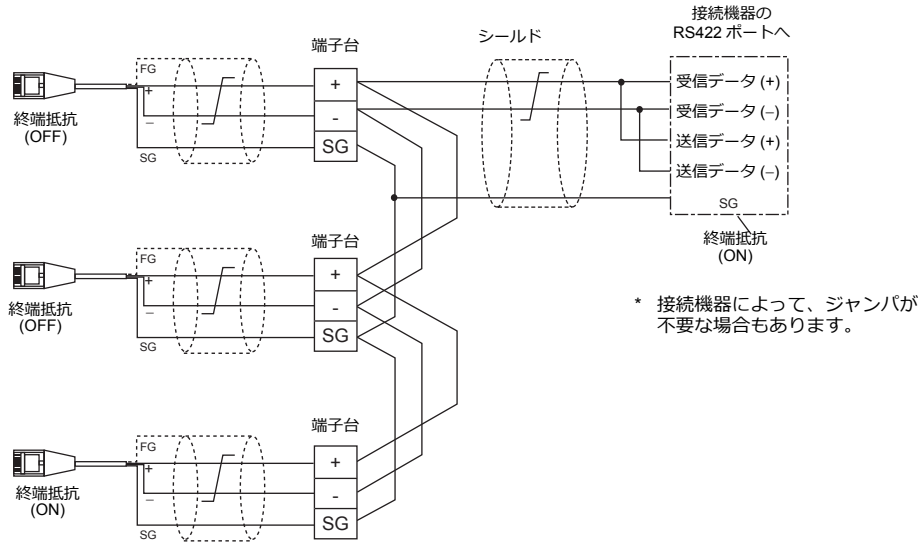 接続機器の
RS422 ポートへ
シールド
端子台
FG
+
−
SG
終端抵抗
(OFF)
+
-
SG
受信データ (+)
受信データ (−)
送信データ (+)
送信データ (−)
SG
終端抵抗
(ON)
* 接続機器によって、ジャンパが
不要な場合もあります。
端子台
FG
+
−
SG
終端抵抗
(OFF)
+
-
SG
端子台
FG
+
−
SG
終端抵抗
(ON)
+
-
SG